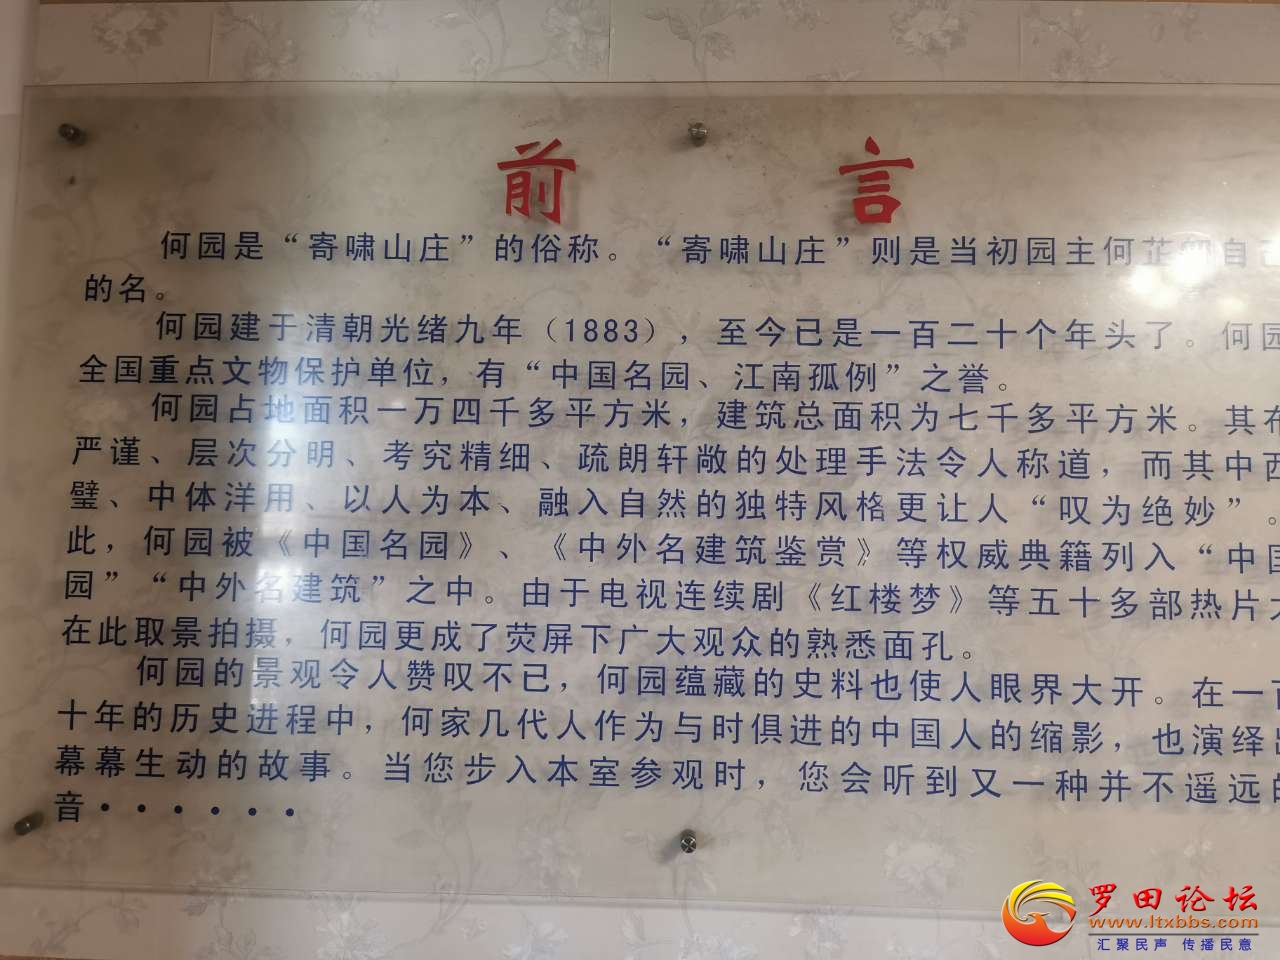 前言
何园是“寄啸山庄”的俗称。“寄啸山庄”则是当初园主何芷 自己
的名。
何园建于清朝光绪九年（1883），至今已是一百二十个年头了。何园
全国重点文物保护单位，有“中国名园、江南孤例”之誉。
何园占地面积一万四千多平方米，建筑总面积为七千多平方米。其布
严谨、层次分明、考究精细、疏朗轩敞的处理手法令人称道，而其中西
璧、中体洋用、以人为本、融入自然的独特风格更让人“叹为绝妙”。
此，何园被《中国名园》、《中外名建筑鉴赏》等权威典籍列入“中国
园”“中外名建筑”之中。由于电视连续剧《红楼梦》等五十多部热片
在此取景拍摄，何园更成了荧屏下广大观众的熟悉面孔。
何园的景观令人赞叹不已，何园蕴藏的史料也使人眼界大开。在一百
十年的历史进程中，何家几代人作为与时俱进的中国人的缩影，也演绎出
幕幕生动的故事。当您步入本室参观时，您会听到又一种并不遥远的
音······
罗田论坛
www.ltxbbs.com
汇聚民声 传播民意